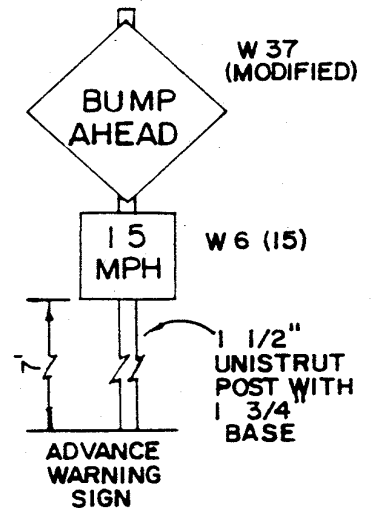 W 37
(MODIFIED)
BUMP
AHEAD
15
MPH
W6 (15)
7'
1 1/2"
UNISTRUT
POST WITH
1 3/4"
BASE
ADVANCE
WARNING
SIGN